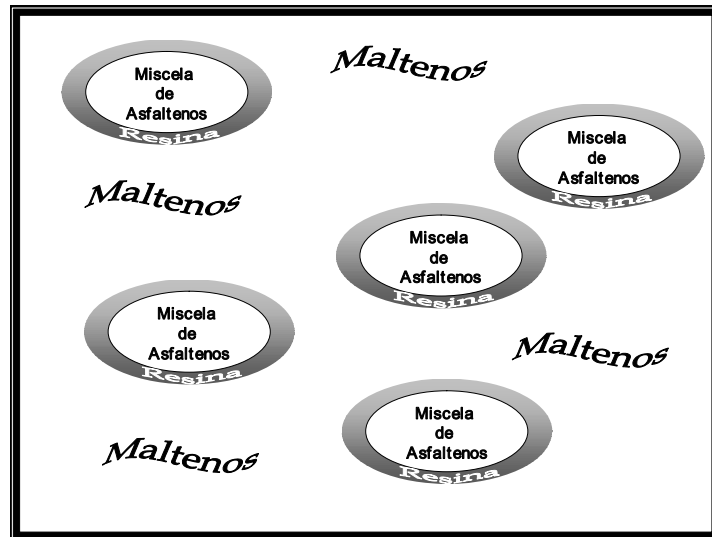 Maltenos
Miscela
de
Asfaltenos
Resina
Miscela
de
Asfaltenos
Resina
Maltenos
Miscela
de
Asfaltenos
Resina
Miscela
de
Asfaltenos
Resina
Maltenos
Miscela
de
Asfaltenos
Resina
Maltenos